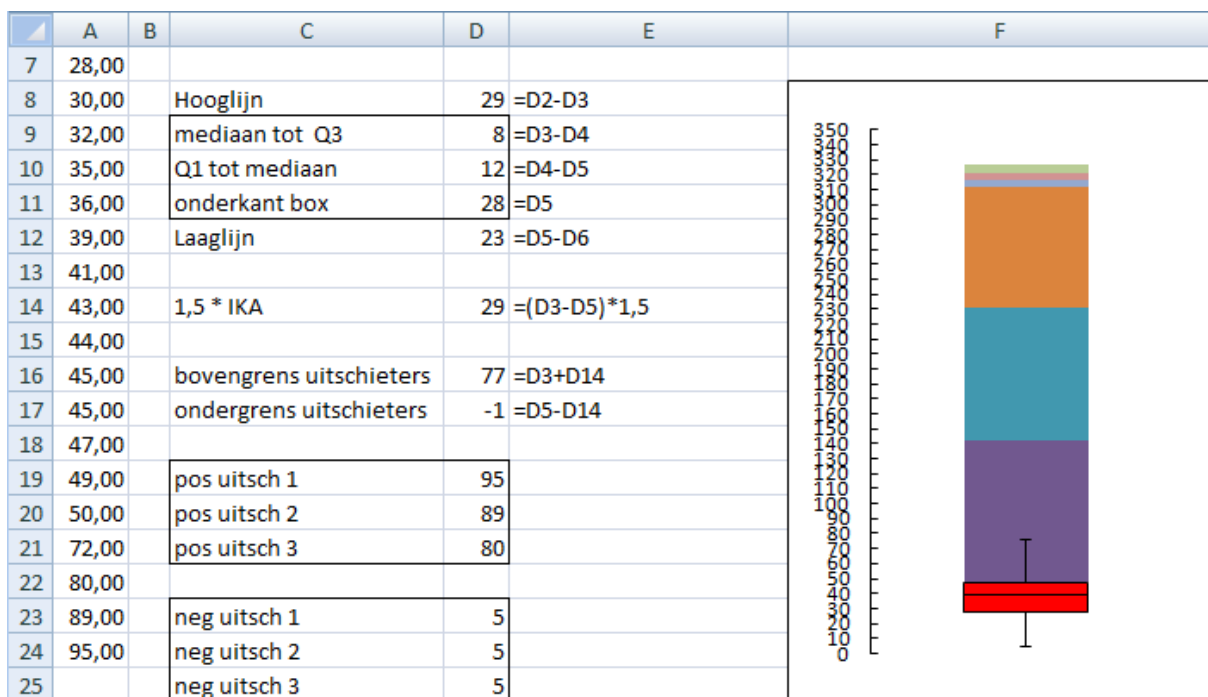 A B C D E F
7 28,00
8 30,00 Hooglijn 29 =D2-D3
9 32,00 mediaan tot Q3 8 =D3-D4
10 35,00 Q1 tot mediaan 12 =D4-D5
11 36,00 onderkant box 28 =D5
12 39,00 Laaglijn 23 =D5-D6
13 41,00
14 43,00 1,5 * IKA 29 =(D3-D5)*1,5
15 44,00
16 45,00 bovengrens uitschieters 77 =D3+D14
17 45,00 ondergrens uitschieters -1 =D5-D14
18 47,00
19 49,00 pos uitsch 1 95
20 50,00 pos uitsch 2 89
21 72,00 pos uitsch 3 80
22 80,00
23 89,00 neg uitsch 1 5
24 95,00 neg uitsch 2 5
25 neg uitsch 3 5
350
340
330
320
310
300
290
280
270
260
250
240
230
220
210
200
190
180
170
160
150
140
130
120
110
100
90
80
70
60
50
40
30
20
10
0